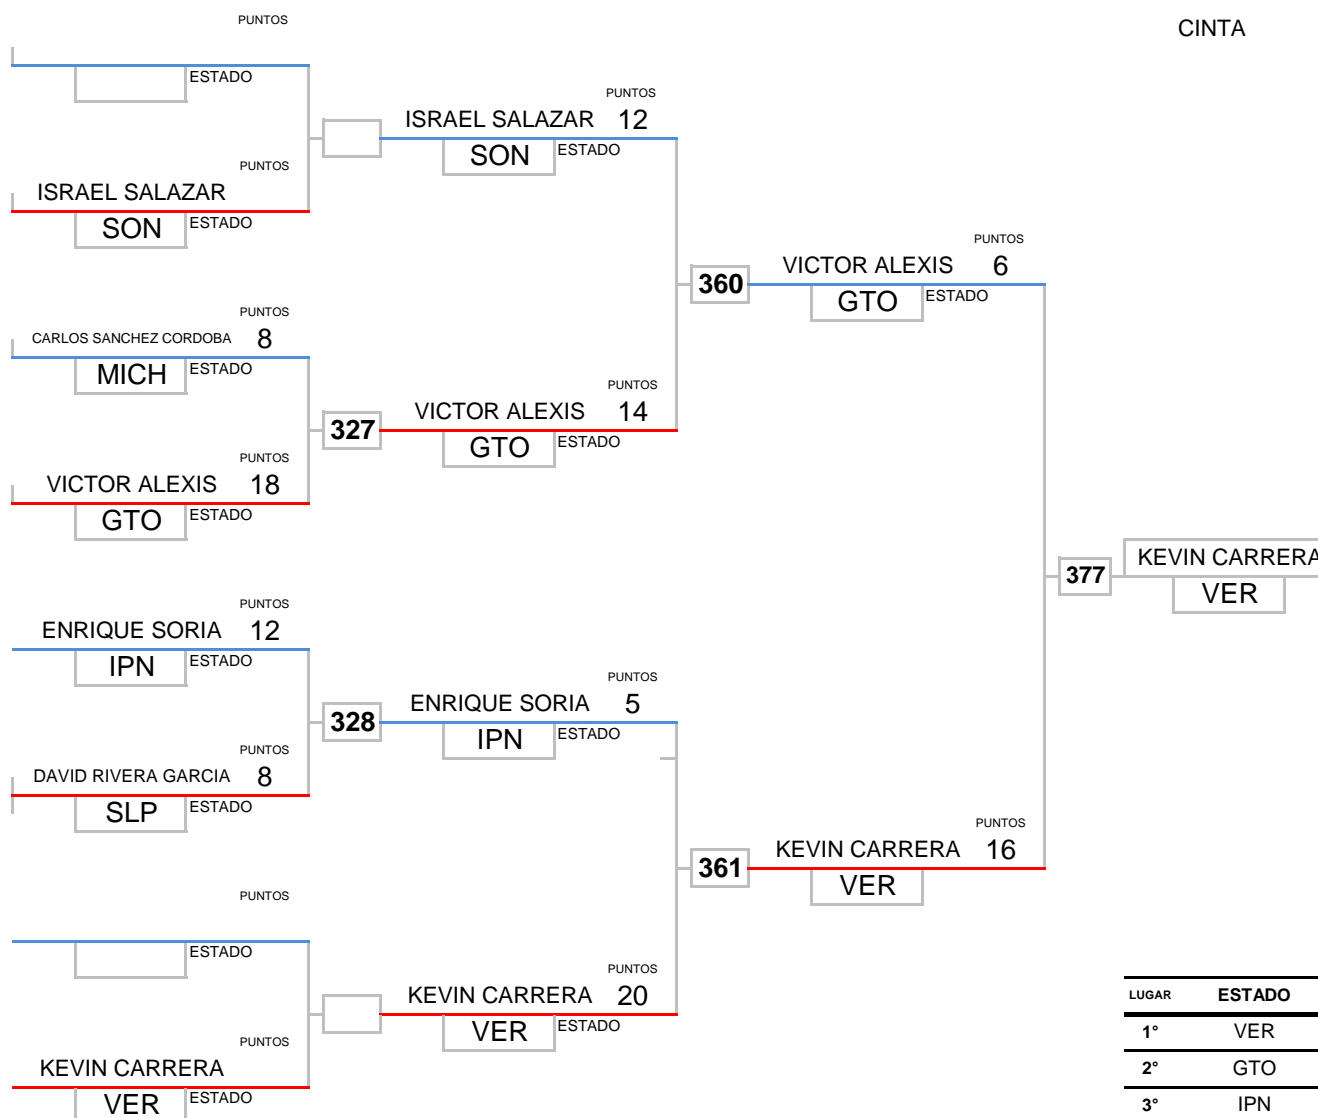 PUNTOS
CINTA
ESTADO
PUNTOS
ISRAEL SALAZAR 12
SON ESTADO
PUNTOS
ISRAEL SALAZAR
SON ESTADO
PUNTOS
VICTOR ALEXIS 6
360
GTO ESTADO
PUNTOS
CARLOS SANCHEZ CORDOBA 8
MICH ESTADO
PUNTOS
VICTOR ALEXIS 14
327
GTO ESTADO
PUNTOS
VICTOR ALEXIS 18
GTO ESTADO
KEVIN CARRERA
377
VER
PUNTOS
ENRIQUE SORIA 12
IPN ESTADO
PUNTOS
ENRIQUE SORIA 5
328
IPN ESTADO
PUNTOS
DAVID RIVERA GARCIA 8
SLP ESTADO
PUNTOS
KEVIN CARRERA 16
361
VER
PUNTOS
ESTADO
PUNTOS
KEVIN CARRERA 20
VER ESTADO
PUNTOS
KEVIN CARRERA
VER ESTADO
LUGAR ESTADO
1° VER
2° GTO
3° IPN